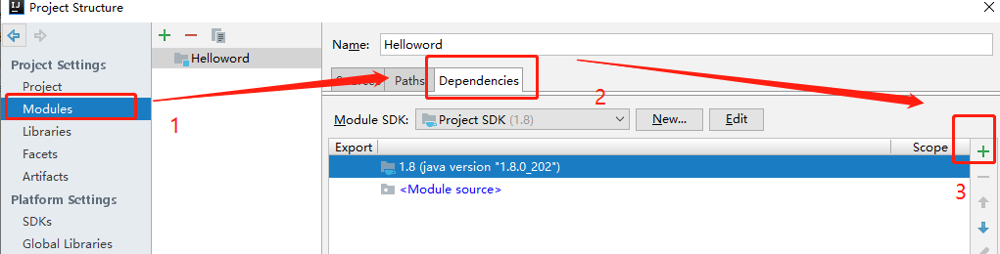 IJ Project Structure
Project Settings
Project
Modules
Libraries
Facets
Artifacts
Platform Settings
SDKs
Global Libraries
Helloword
Name: Helloword
Sources Paths Dependencies
1
2
Module SDK: Project SDK (1.8) New... Edit
Export Scope
1.8 (java version "1.8.0_202")
<Module source>
3